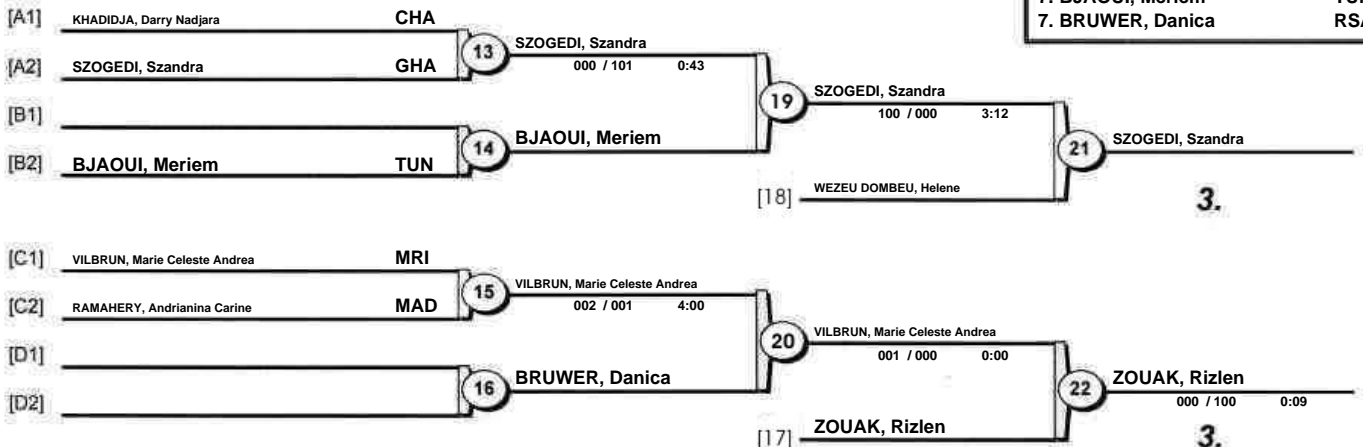 7. BRUWER, Danica RSA
[A1] KHADIDJA, Darry Nadjara CHA
13 SZOGEDI, Szandra
000 / 101 0:43
[A2] SZOGEDI, Szandra GHA
19 SZOGEDI, Szandra
100 / 000 3:12
[B1]
14 BJAOUI, Meriem
[B2] BJAOUI, Meriem TUN
21 SZOGEDI, Szandra
[18] WEZEU DOMBEU, Helene
3.
[C1] VILBRUN, Marie Celeste Andrea MRI
15 VILBRUN, Marie Celeste Andrea
002 / 001 4:00
[C2] RAMAHERY, Andrianina Carine MAD
20 VILBRUN, Marie Celeste Andrea
001 / 000 0:00
[D1]
16 BRUWER, Danica
[D2]
22 ZOUAK, Rizlen
000 / 100 0:09
[17] ZOUAK, Rizlen
3.